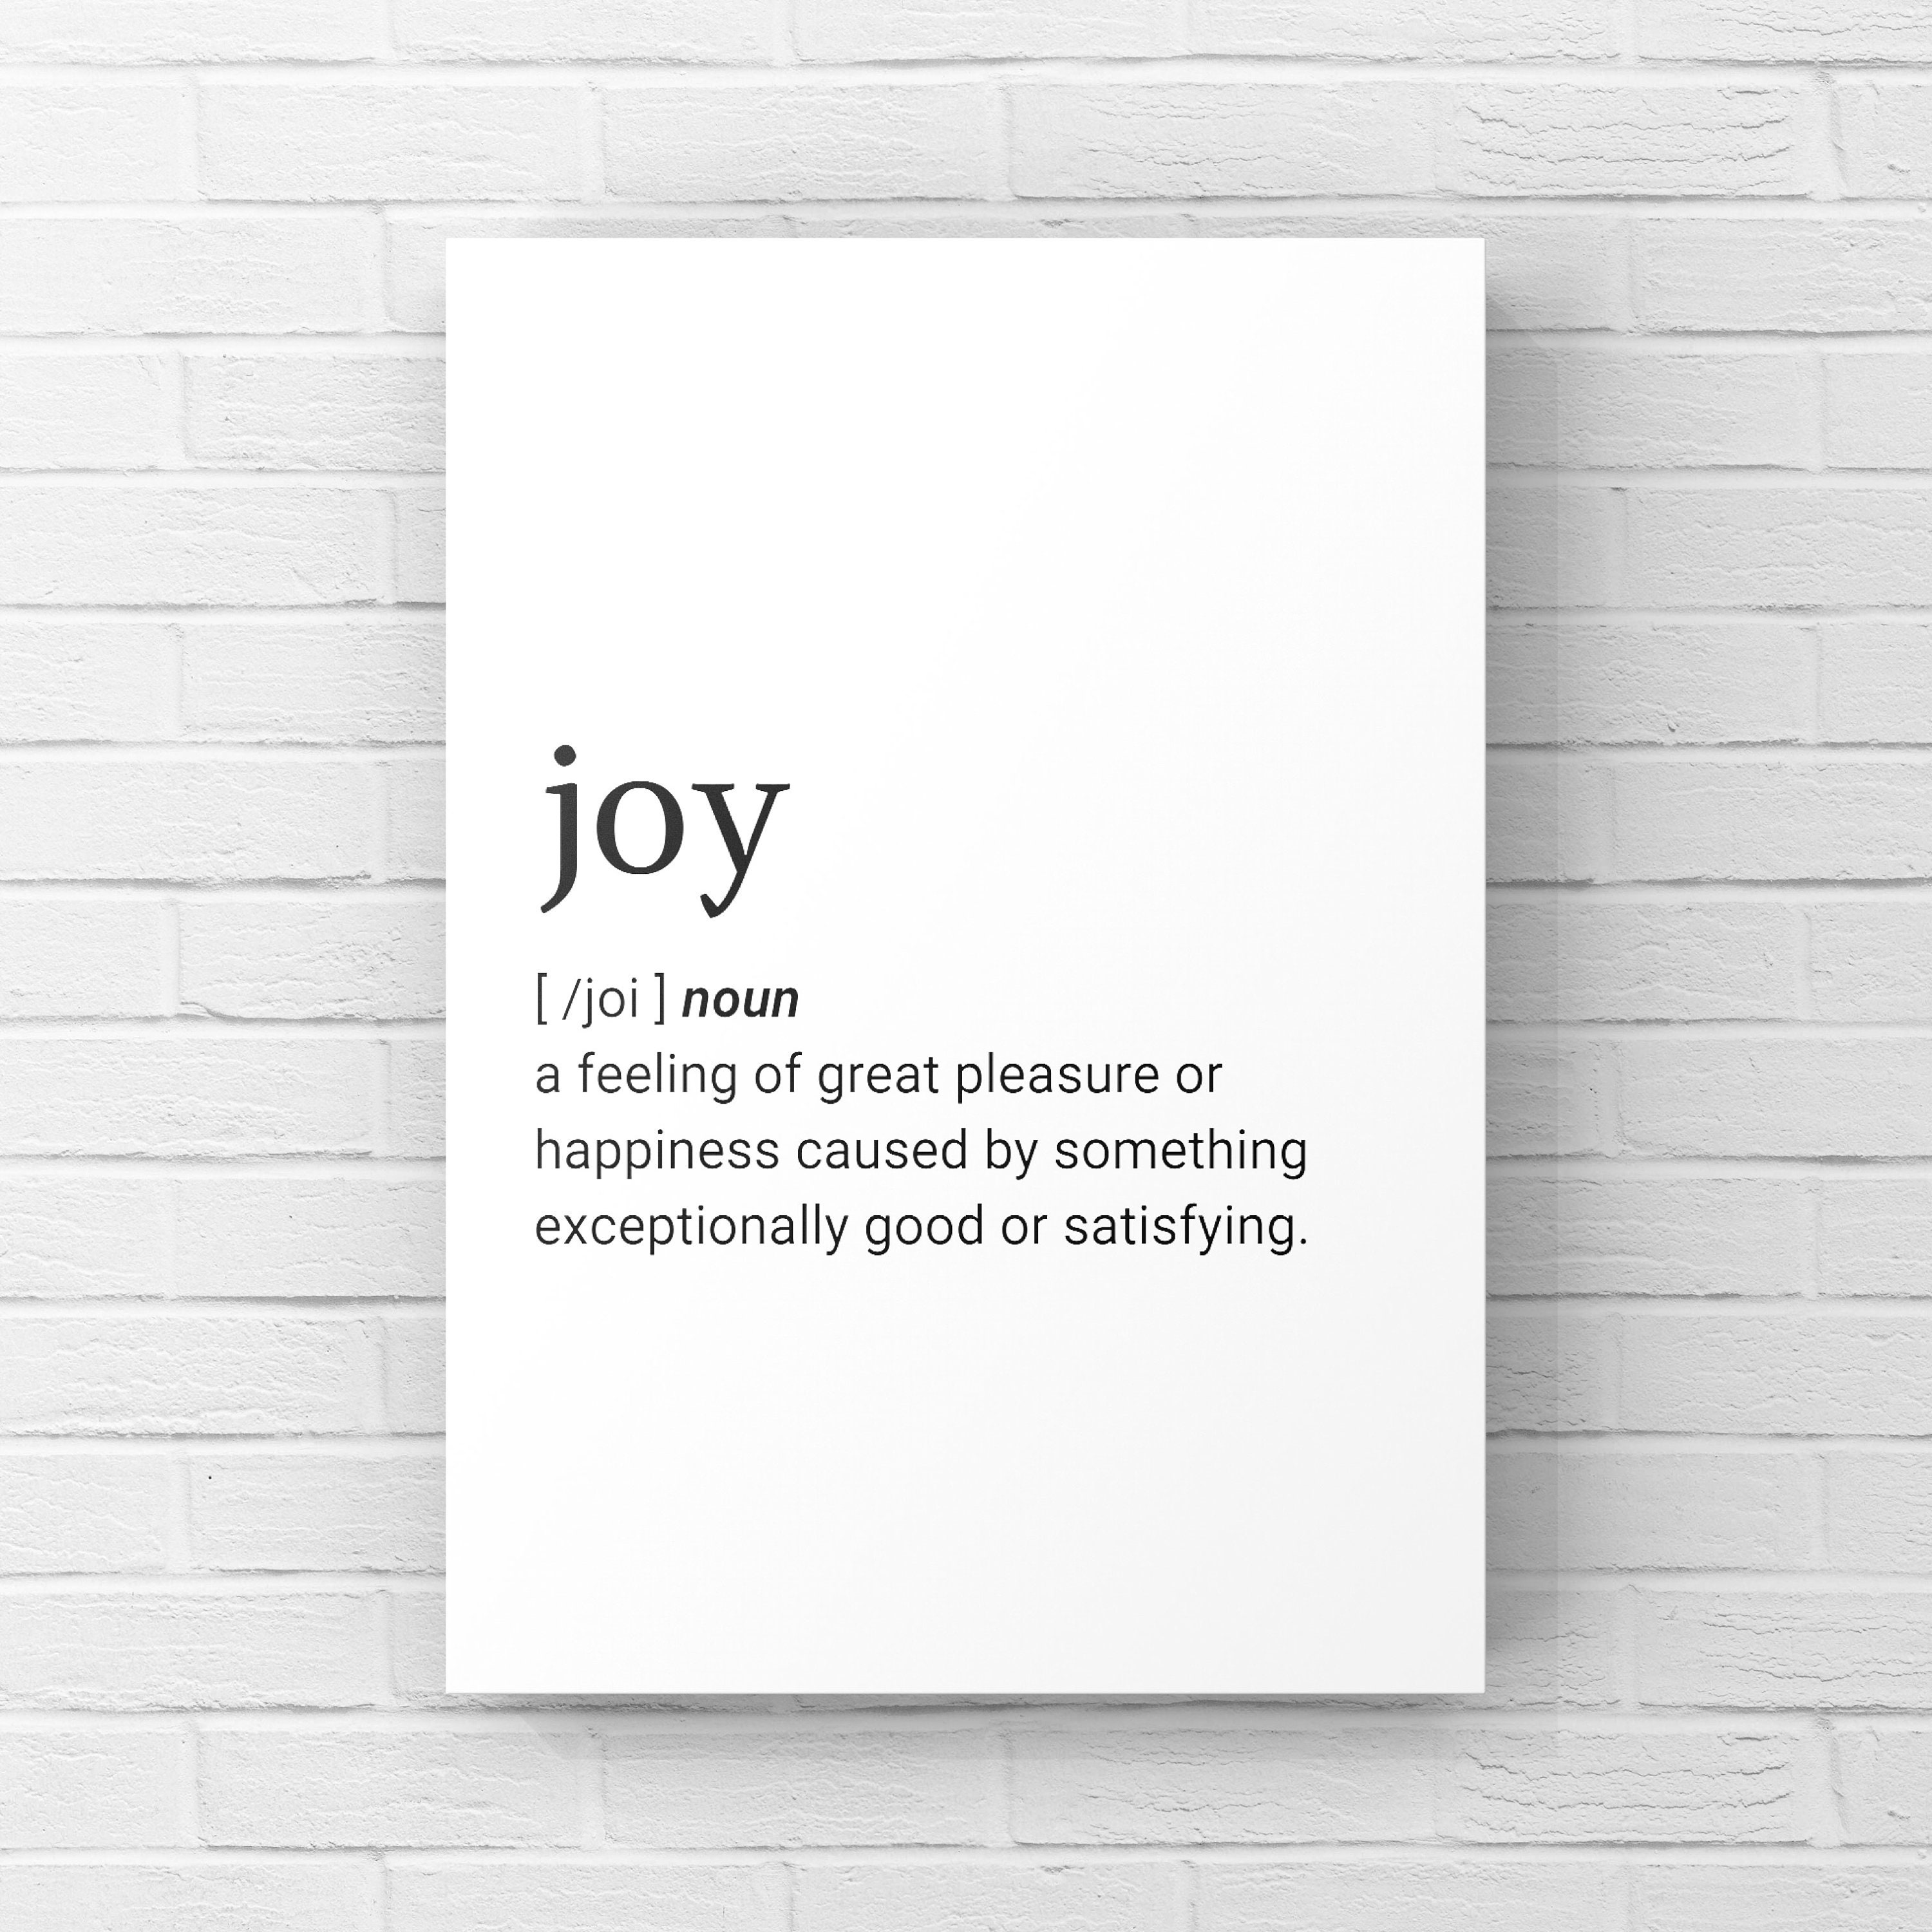 joy
[ /joi ] noun
a feeling of great pleasure or
happiness caused by something
exceptionally good or satisfying.